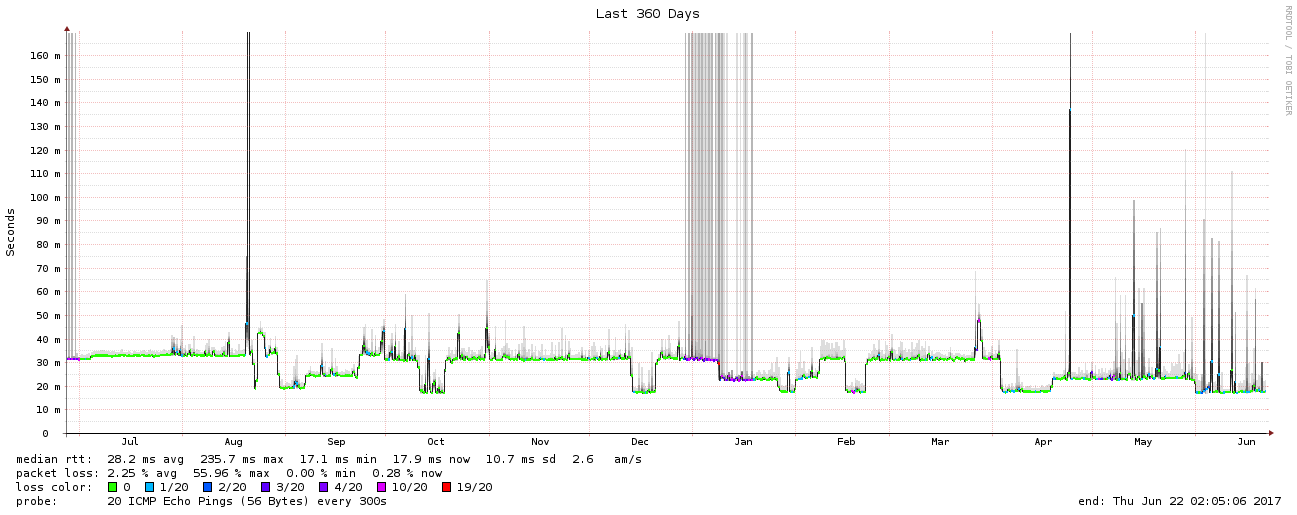 Last 360 Days
RRDTOOL / TOBI OETIKER
Seconds
160 m
150 m
140 m
130 m
120 m
110 m
100 m
90 m
80 m
70 m
60 m
50 m
40 m
30 m
20 m
10 m
0
Jul Aug Sep Oct Nov Dec Jan Feb Mar Apr May Jun
median rtt: 28.2 ms avg 235.7 ms max 17.1 ms min 17.9 ms now 10.7 ms sd 2.6 am/s
packet loss: 2.25 % avg 55.96 % max 0.00 % min 0.28 % now
loss color: 0 1/20 2/20 3/20 4/20 10/20 19/20
probe: 20 ICMP Echo Pings (56 Bytes) every 300s end: Thu Jun 22 02:05:06 2017